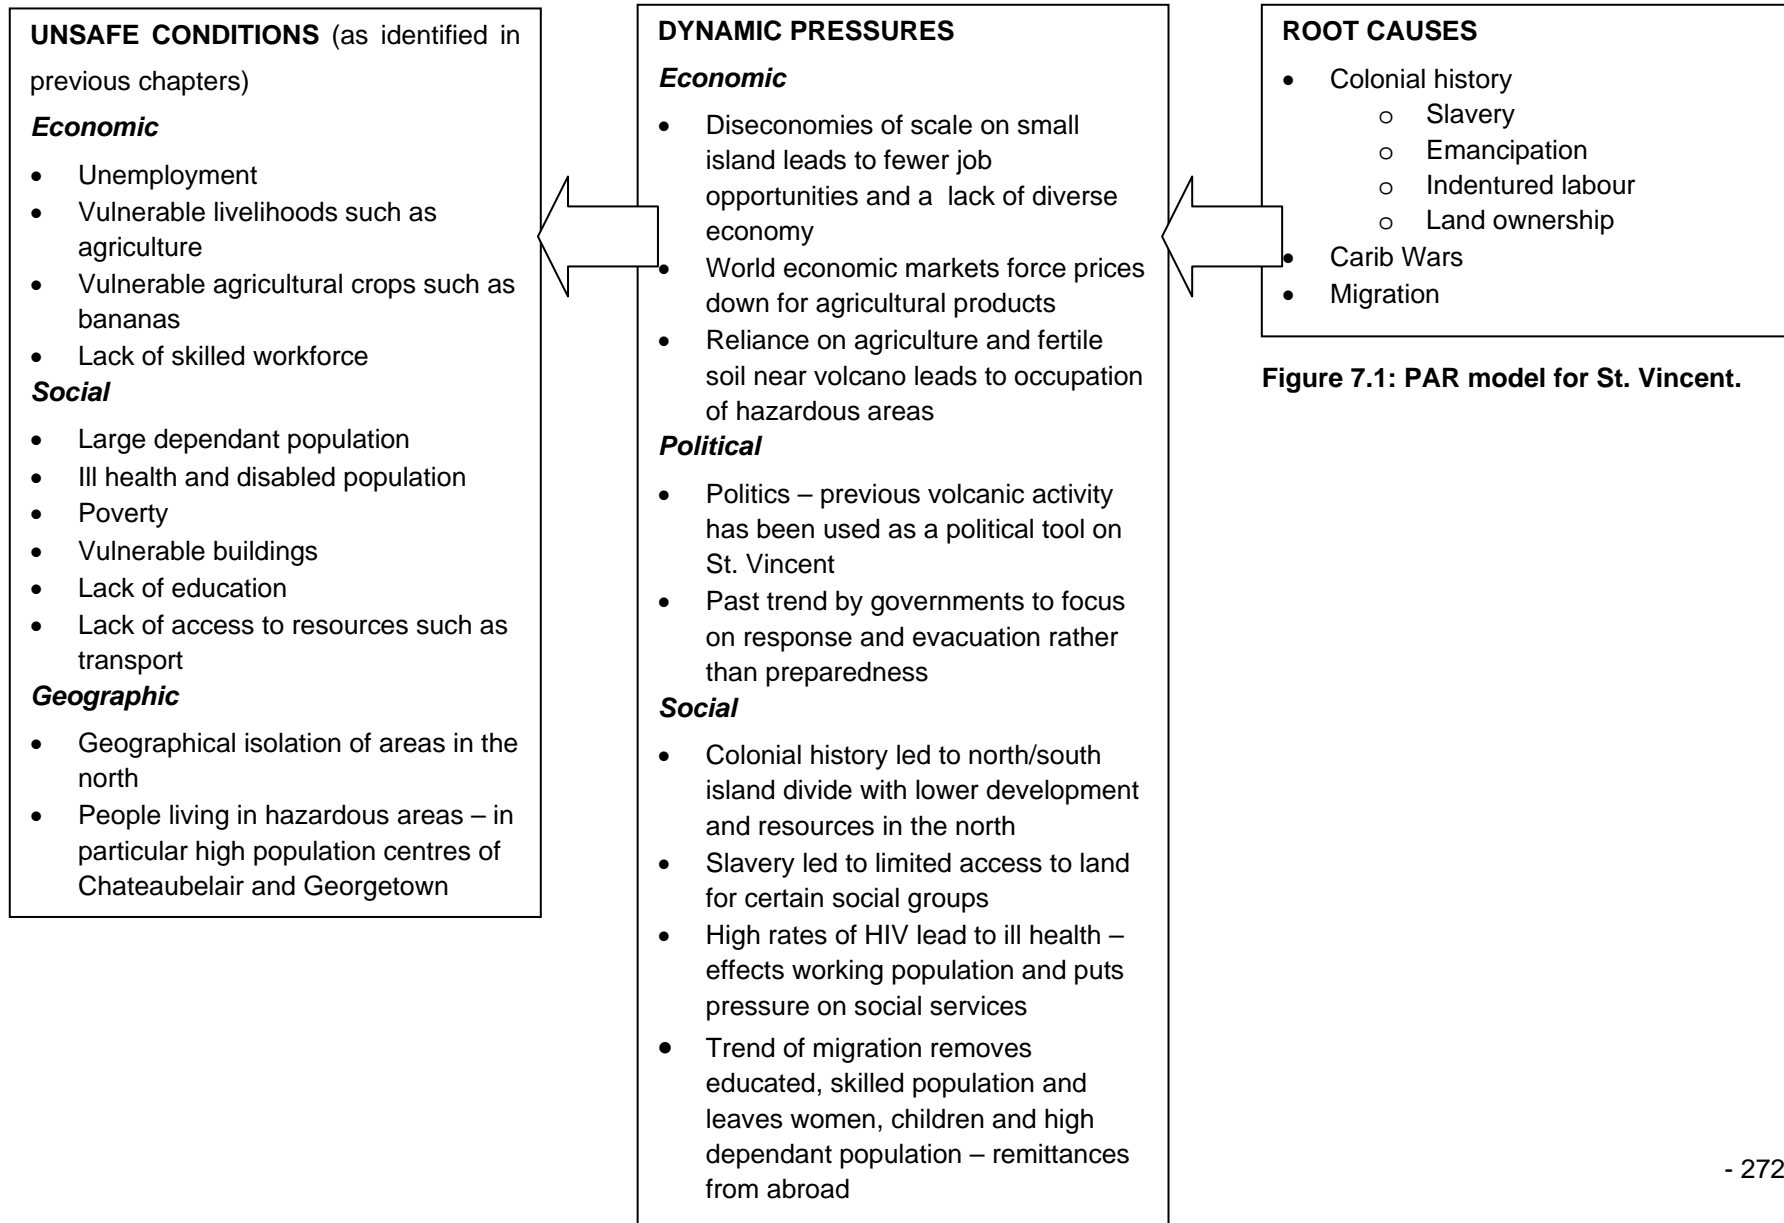 UNSAFE CONDITIONS (as identified in
previous chapters)
Economic
• Unemployment
• Vulnerable livelihoods such as
agriculture
• Vulnerable agricultural crops such as
bananas
• Lack of skilled workforce
Social
• Large dependant population
• Ill health and disabled population
• Poverty
• Vulnerable buildings
• Lack of education
• Lack of access to resources such as
transport
Geographic
• Geographical isolation of areas in the
north
• People living in hazardous areas – in
particular high population centres of
Chateaubelair and Georgetown
DYNAMIC PRESSURES
Economic
• Diseconomies of scale on small
island leads to fewer job
opportunities and a lack of diverse
economy
• World economic markets force prices
down for agricultural products
• Reliance on agriculture and fertile
soil near volcano leads to occupation
of hazardous areas
Political
• Politics – previous volcanic activity
has been used as a political tool on
St. Vincent
• Past trend by governments to focus
on response and evacuation rather
than preparedness
Social
• Colonial history led to north/south
island divide with lower development
and resources in the north
• Slavery led to limited access to land
for certain social groups
• High rates of HIV lead to ill health –
effects working population and puts
pressure on social services
• Trend of migration removes
educated, skilled population and
leaves women, children and high
dependant population – remittances
from abroad
ROOT CAUSES
• Colonial history
o Slavery
o Emancipation
o Indentured labour
o Land ownership
• Carib Wars
• Migration
Figure 7.1: PAR model for St. Vincent.
- 272